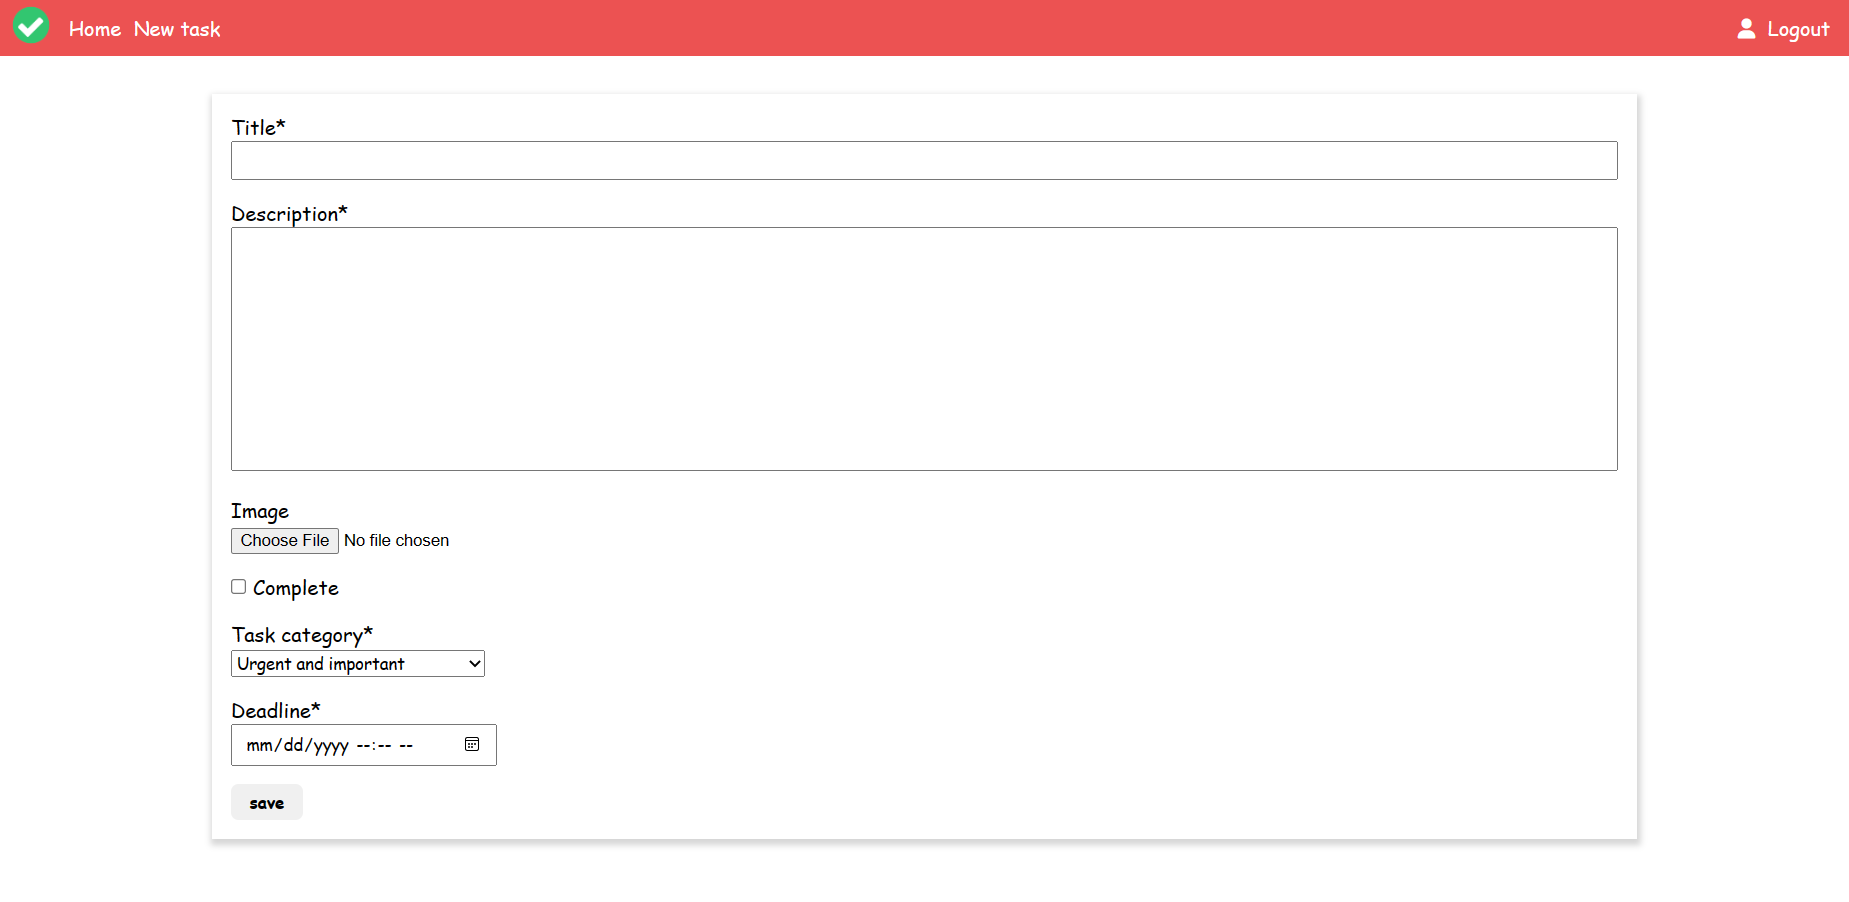 Home New task Logout
Title*
Description*
Image
Choose File No file chosen
Complete
Task category*
Urgent and important
Deadline*
mm/dd/yyyy --:-- --
save